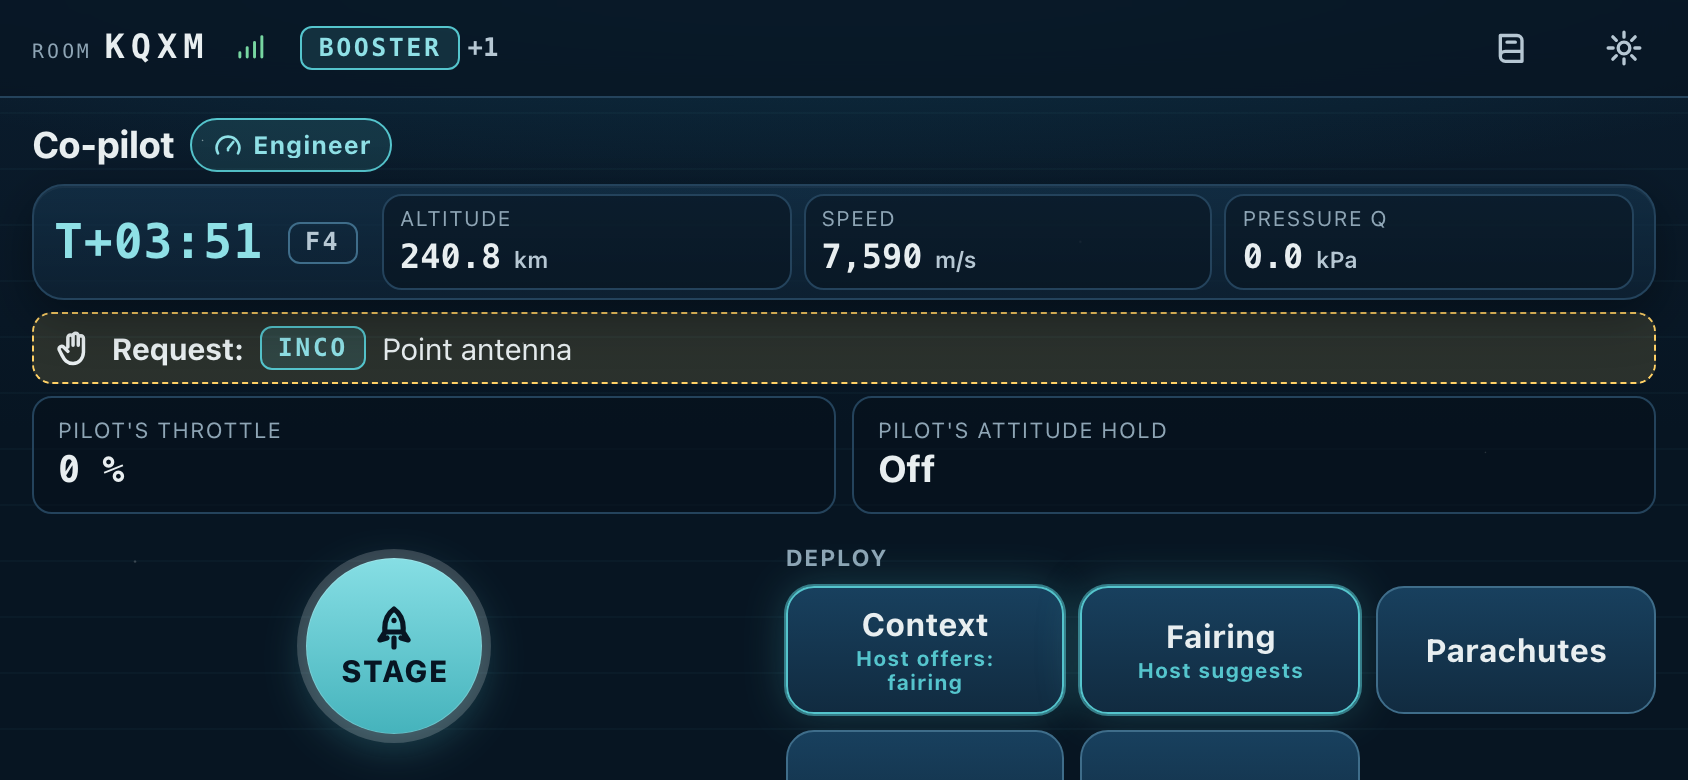 ROOM KQXM BOOSTER +1
Co-pilot Engineer
T+03:51 F4
ALTITUDE
240.8 km
SPEED
7,590 m/s
PRESSURE Q
0.0 kPa
Request: INCO Point antenna
PILOT'S THROTTLE
0 %
PILOT'S ATTITUDE HOLD
Off
STAGE
DEPLOY
Context
Host offers:
fairing
Fairing
Host suggests
Parachutes